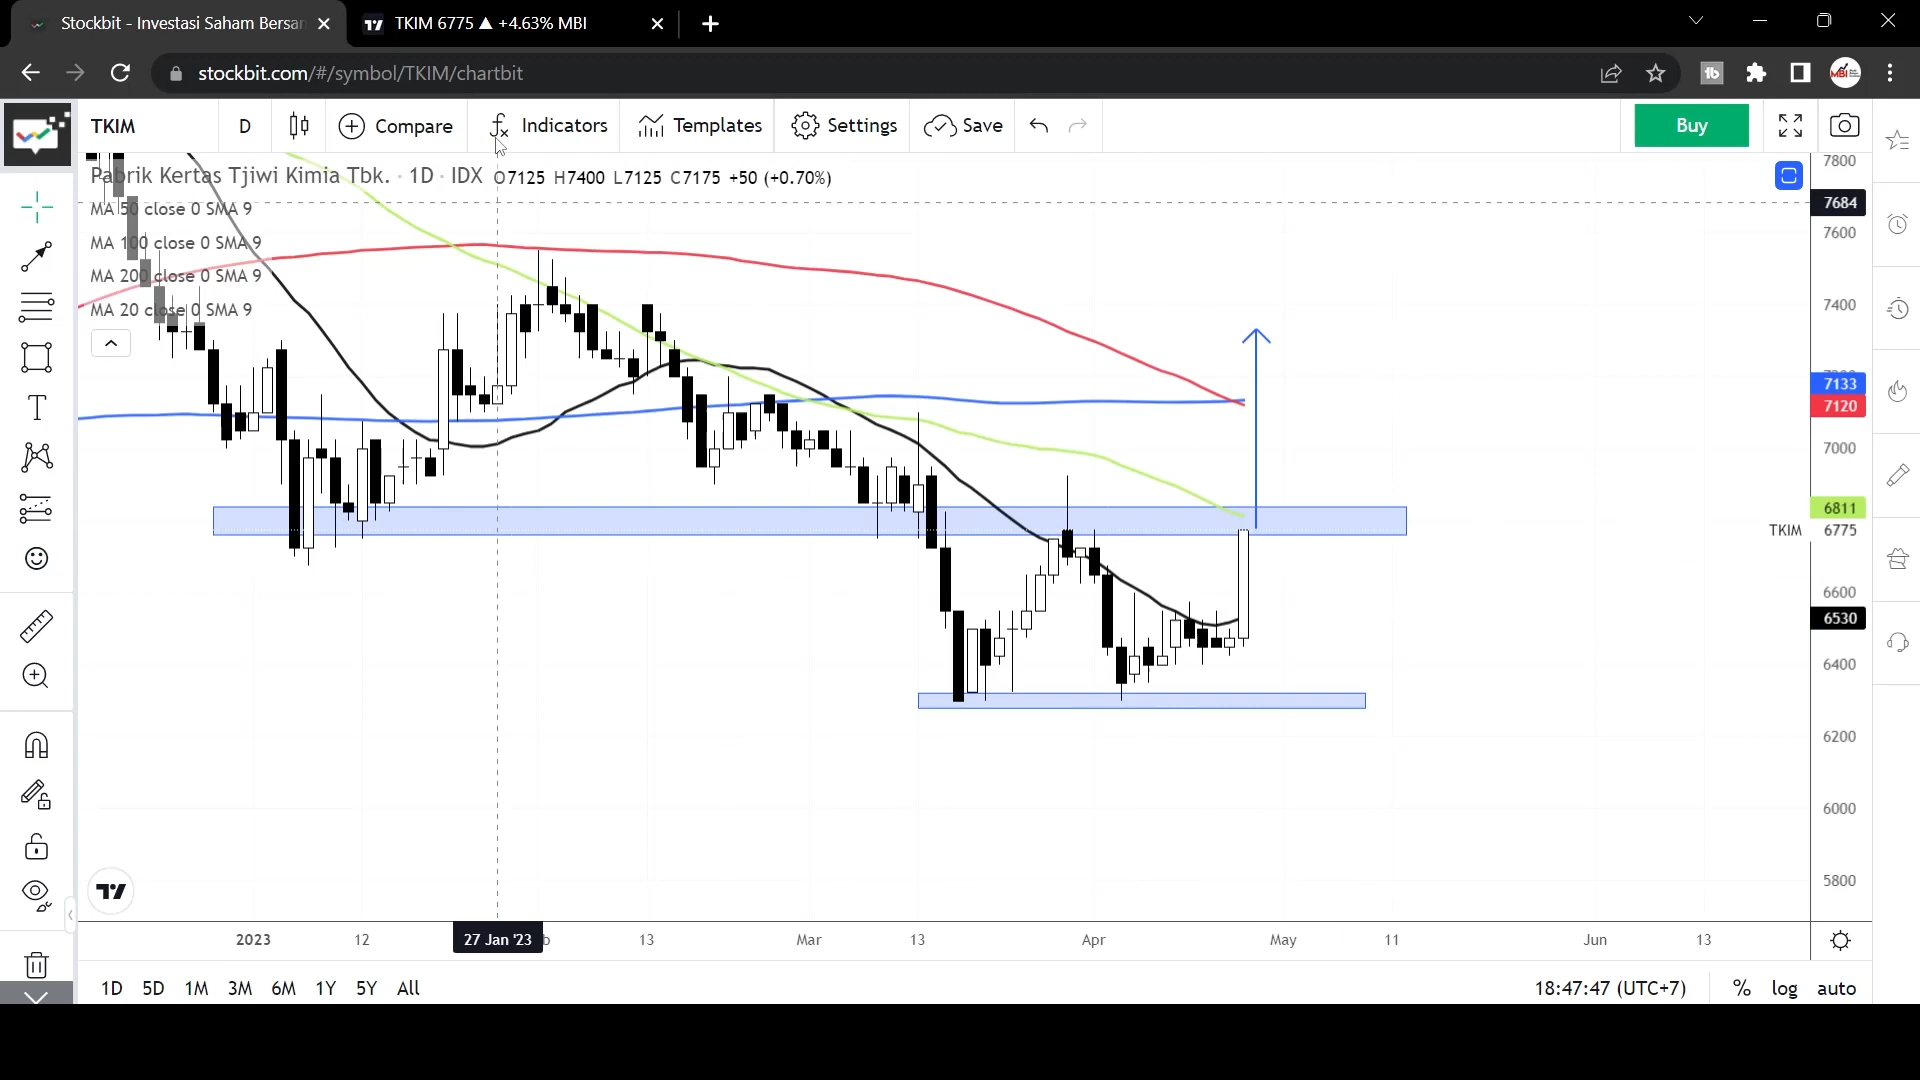 Stockbit - Investasi Saham Bersar
TKIM 6775 ▲ +4.63% MBI
stockbit.com/#/symbol/TKIM/chartbit
TKIM
D
Compare
Indicators
Templates
Settings
Save
Buy
Pabrik Kertas Tjiwi Kimia Tbk. · 1D · IDX O7125 H7400 L7125 C7175 +50 (+0.70%)
MA 50 close 0 SMA 9
MA 100 close 0 SMA 9
MA 200 close 0 SMA 9
MA 20 close 0 SMA 9
7800
7684
7600
7400
7133
7120
7000
6811
TKIM 6775
6600
6530
6400
6200
6000
5800
2023 12 27 Jan '23 b 13 Mar 13 Apr May 11 Jun 13
1D 5D 1M 3M 6M 1Y 5Y All
18:47:47 (UTC+7) % log auto